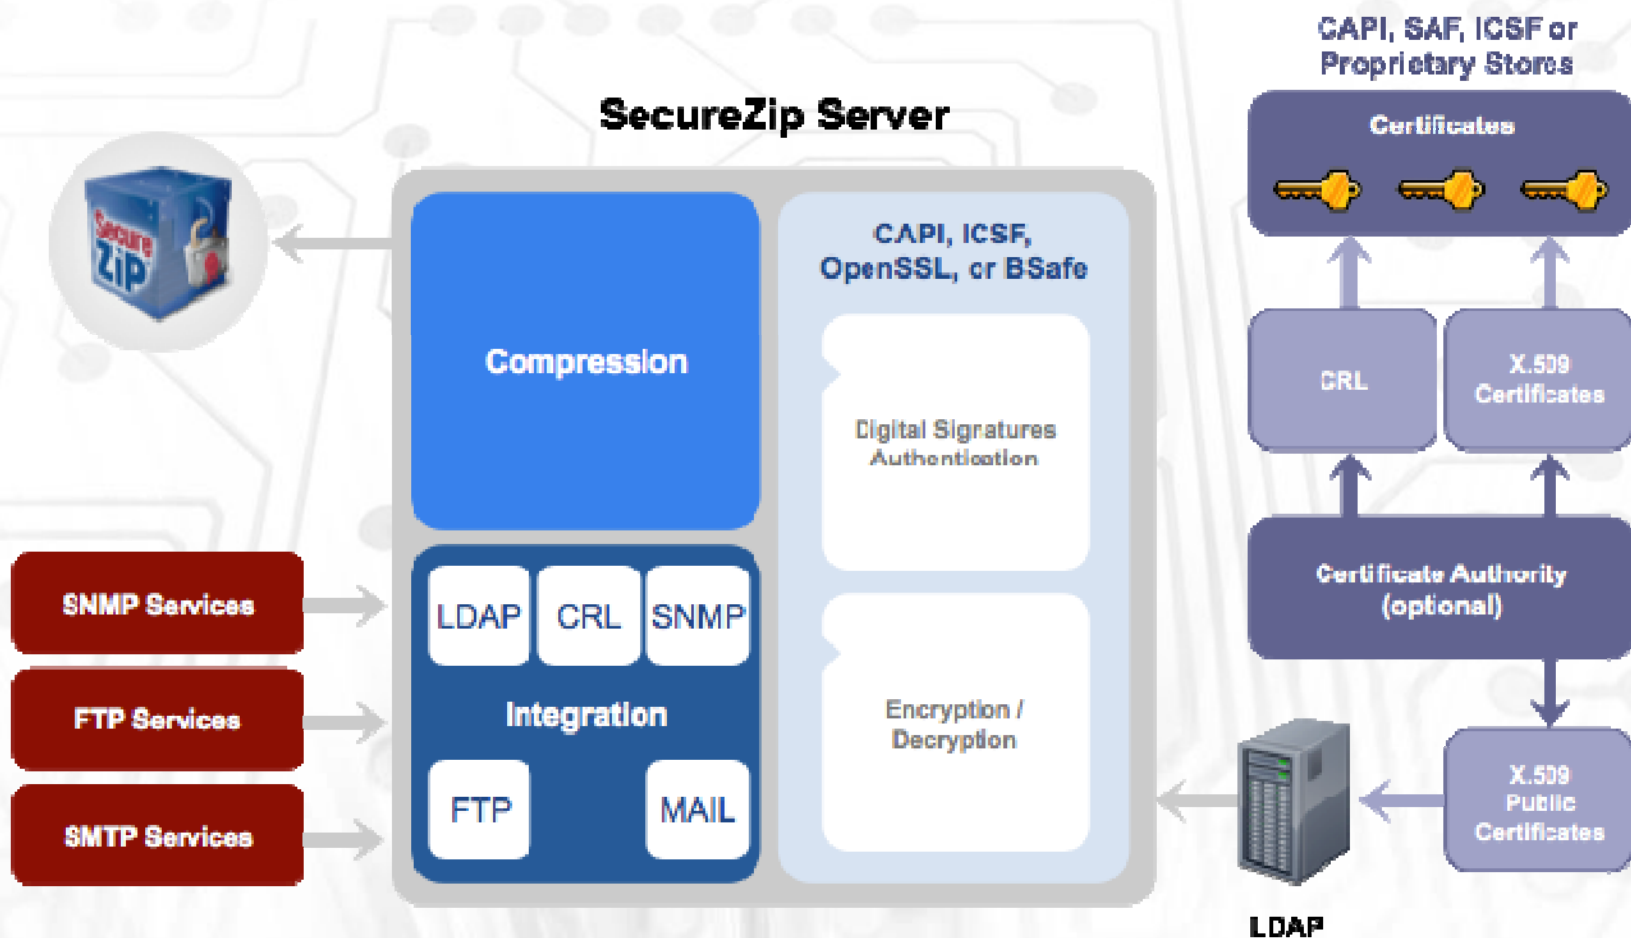 CAPI, SAF, ICSF or
Proprietary Stores
SecureZip Server
Certificates
Secure
ZIP
CAPI, ICSF,
OpenSSL, or BSafe
Compression
Digital Signatures
Authentication
CRL
X.509
Certificates
SNMP Services
FTP Services
SMTP Services
LDAP
CRL
SNMP
Integration
FTP
MAIL
Encryption /
Decryption
Certificate Authority
(optional)
X.509
Public
Certificates
LDAP